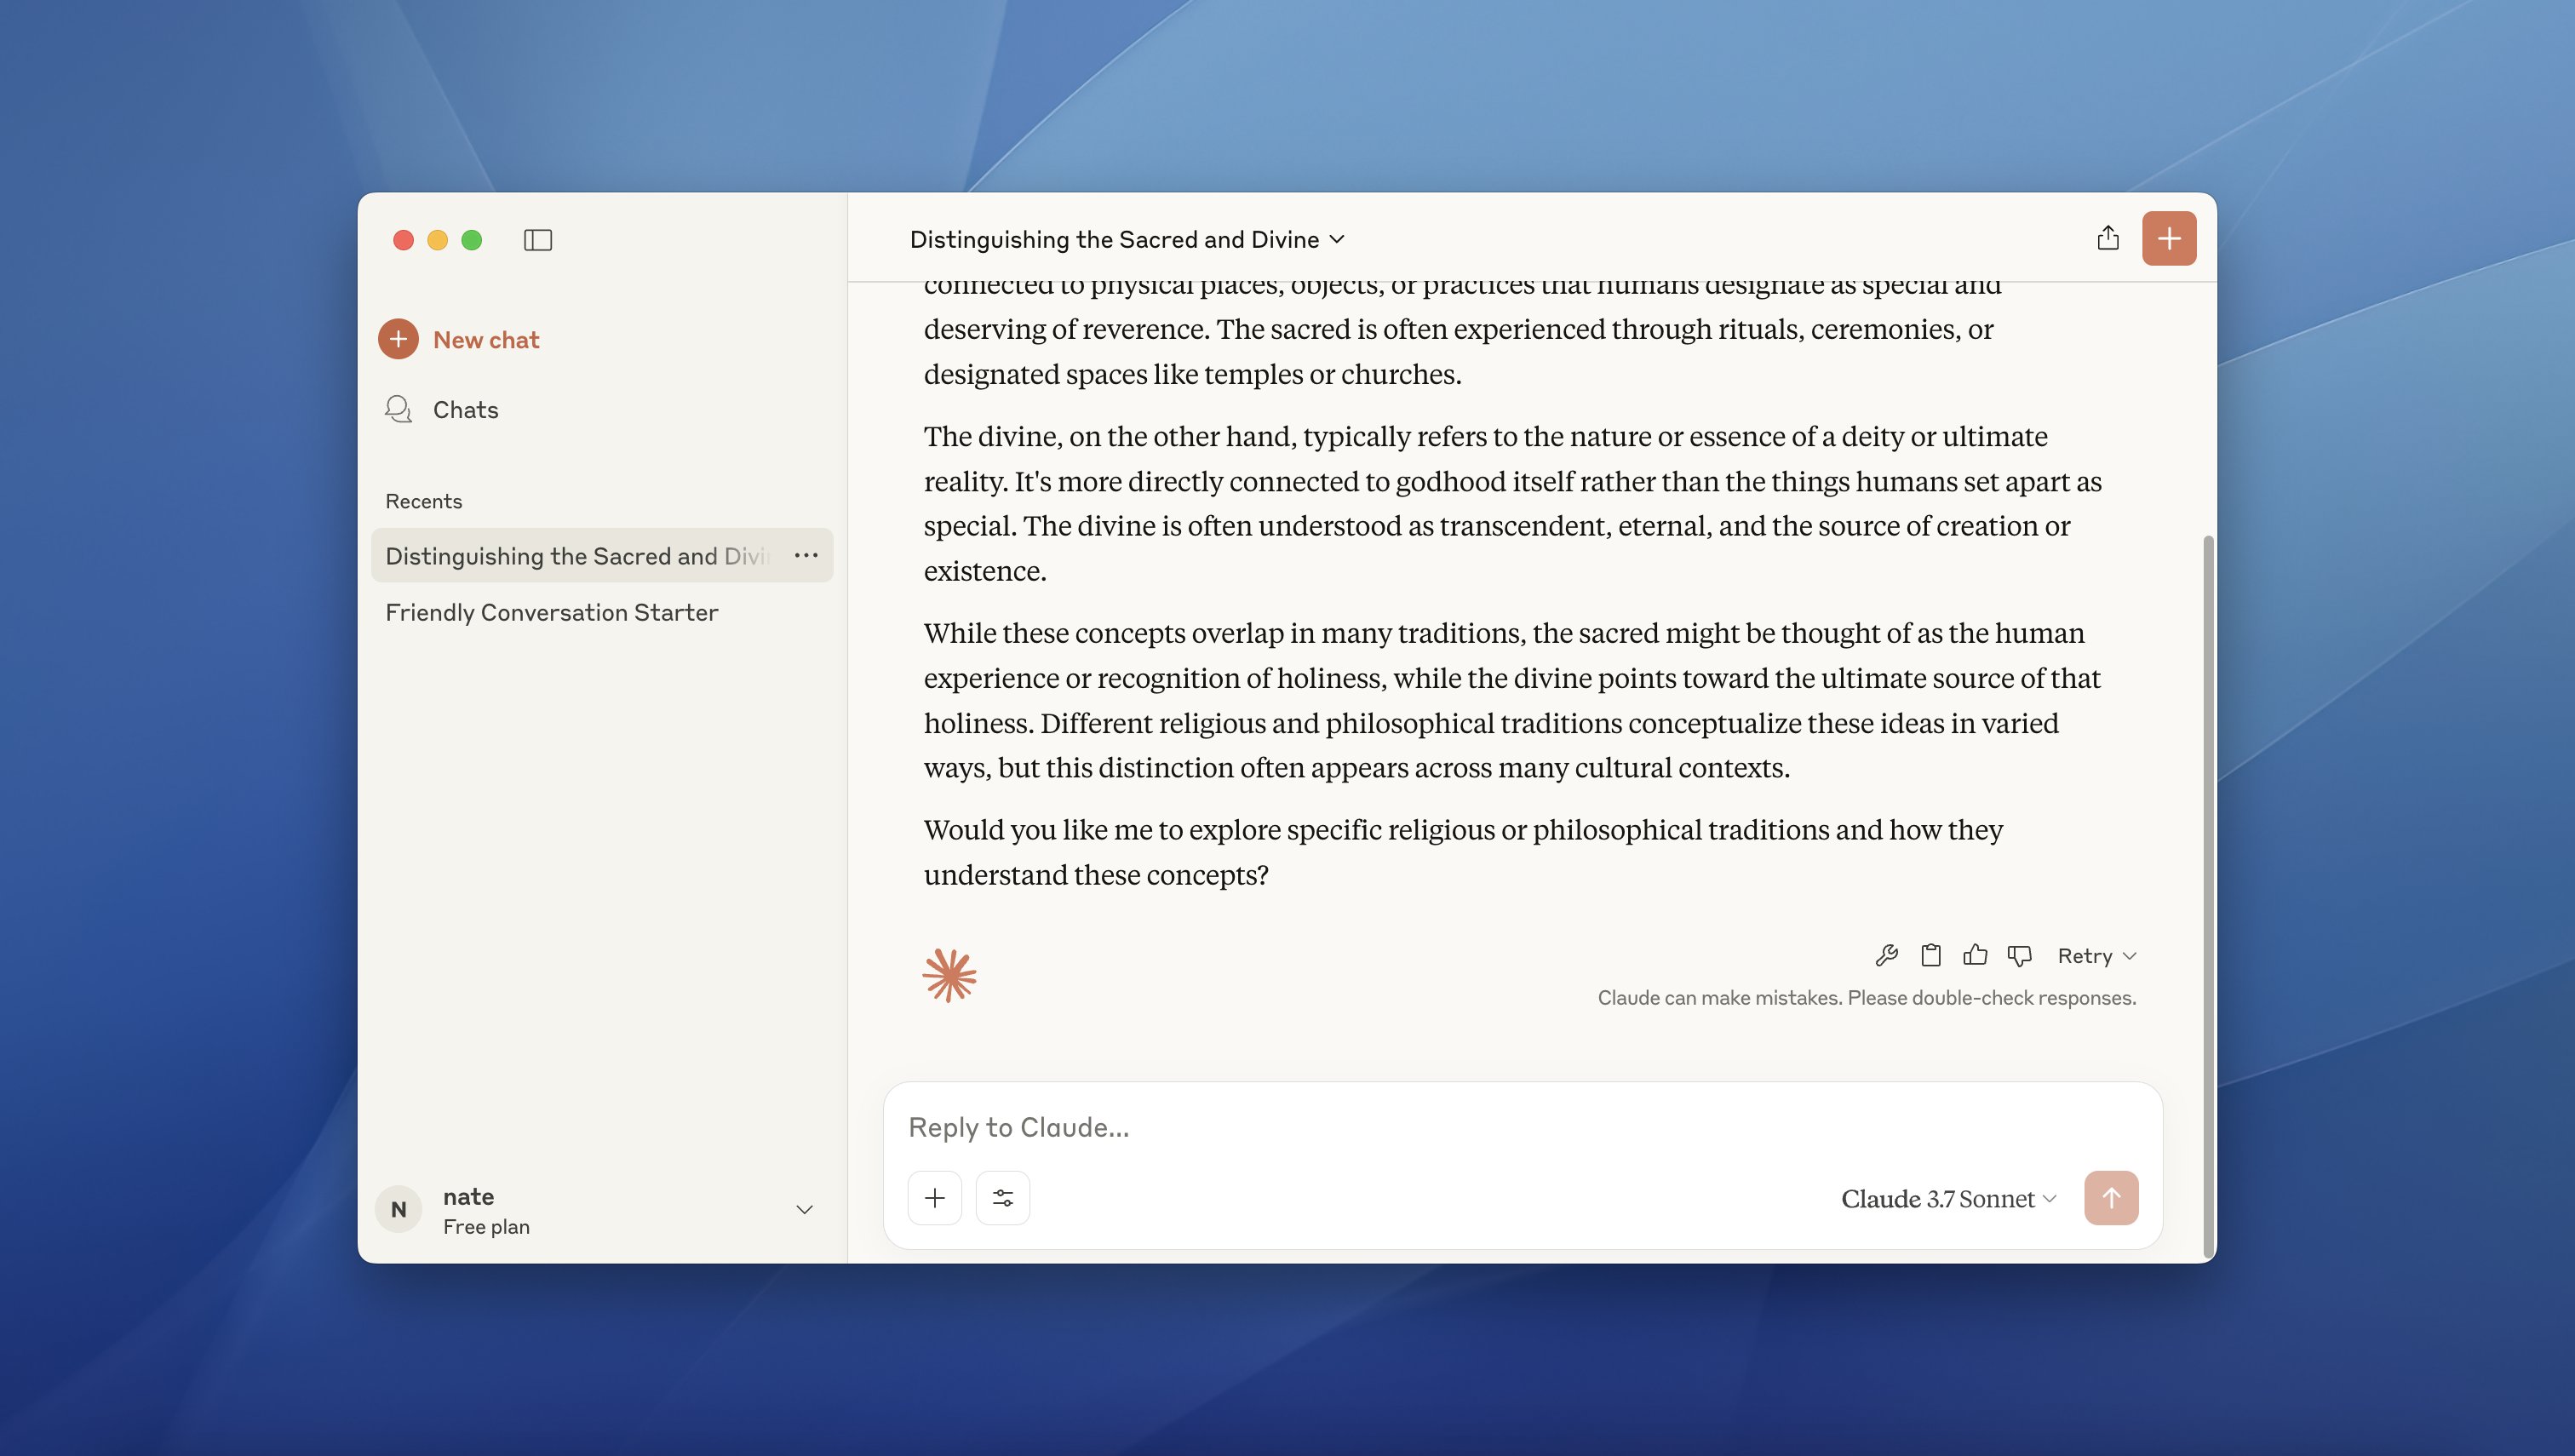 Distinguishing the Sacred and Divine
New chat
Chats
Recents
Distinguishing the Sacred and Divi
Friendly Conversation Starter
N
nate
Free plan
connected to physical places, objects, or practices that humans designate as special and
deserving of reverence. The sacred is often experienced through rituals, ceremonies, or
designated spaces like temples or churches.
The divine, on the other hand, typically refers to the nature or essence of a deity or ultimate
reality. It's more directly connected to godhood itself rather than the things humans set apart as
special. The divine is often understood as transcendent, eternal, and the source of creation or
existence.
While these concepts overlap in many traditions, the sacred might be thought of as the human
experience or recognition of holiness, while the divine points toward the ultimate source of that
holiness. Different religious and philosophical traditions conceptualize these ideas in varied
ways, but this distinction often appears across many cultural contexts.
Would you like me to explore specific religious or philosophical traditions and how they
understand these concepts?
Retry
Claude can make mistakes. Please double-check responses.
Reply to Claude...
Claude 3.7 Sonnet